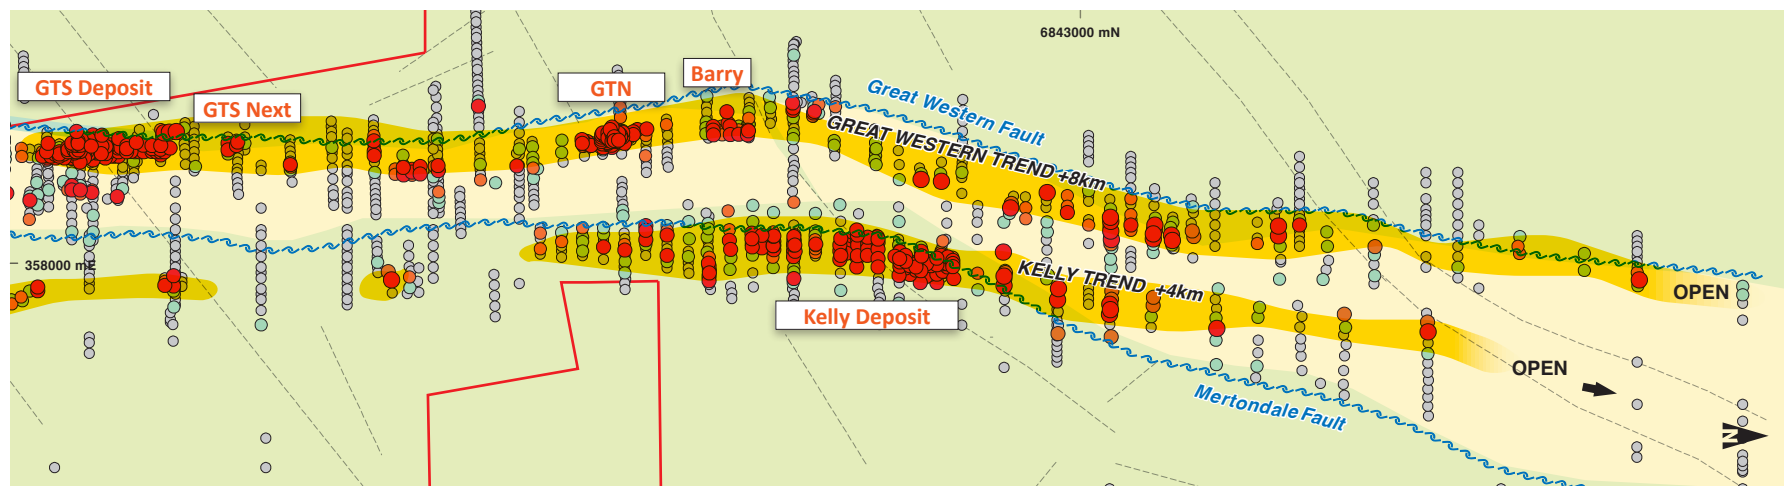 6843000 mN
GTS Deposit
GTS Next
GTN
Barry
Great Western Fault
GREAT WESTERN TREND +8km
358000 mE
KELLY TREND +4km
Kelly Deposit
OPEN
OPEN
Mertondale Fault
N